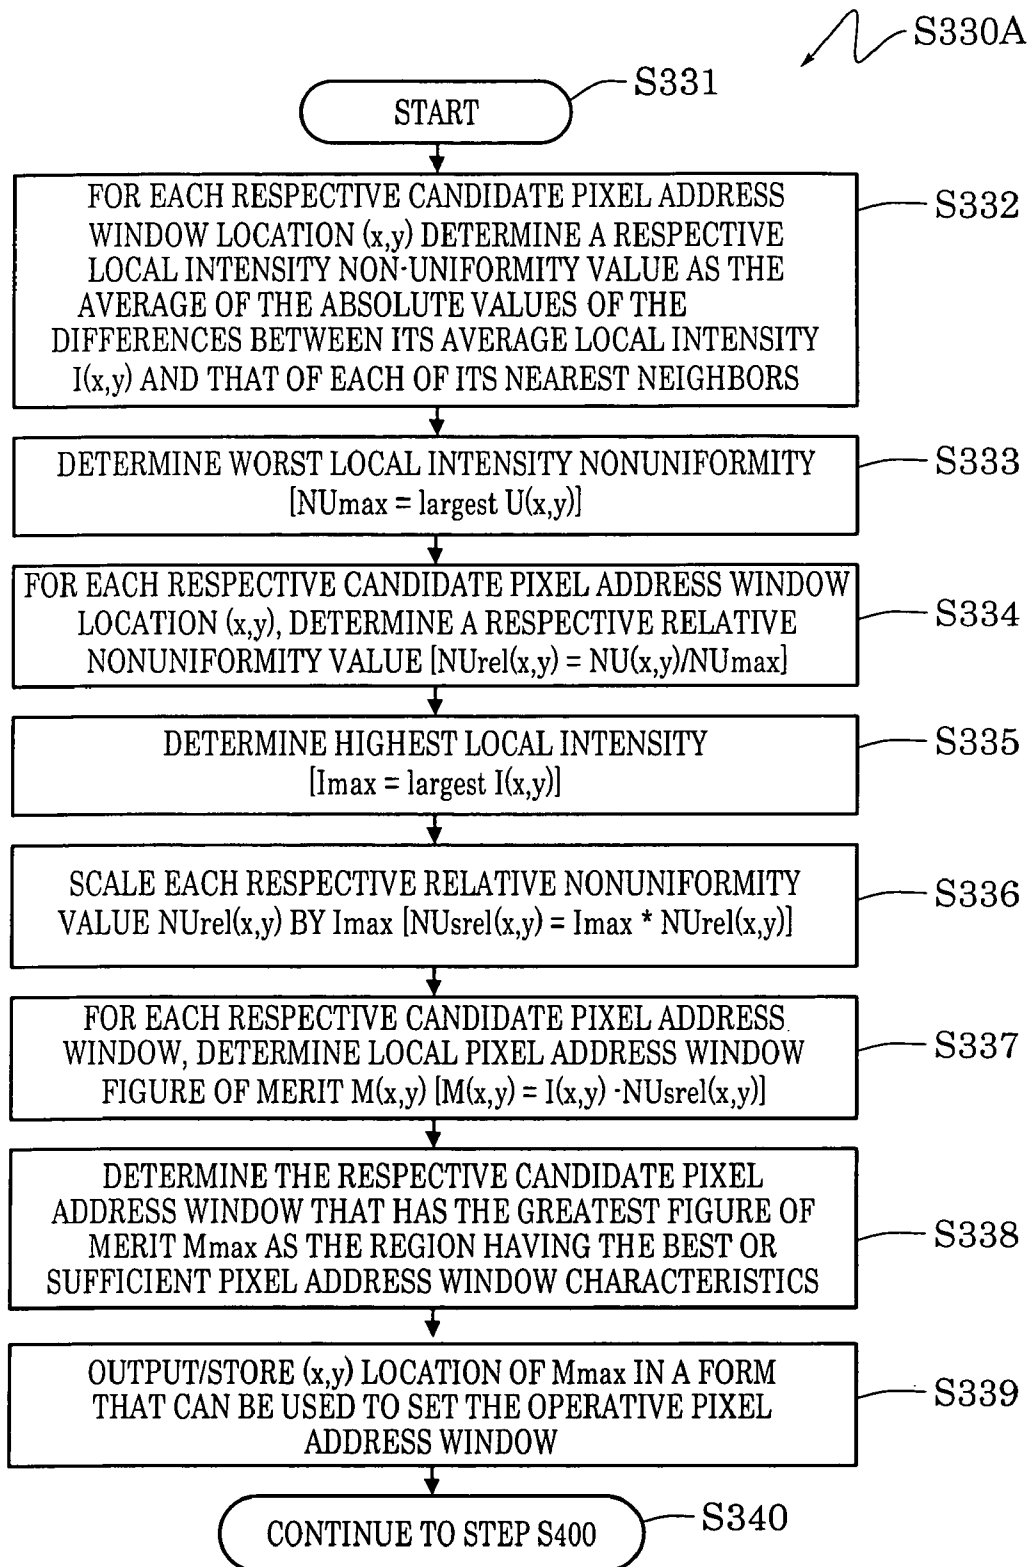 S330A
S331
START
FOR EACH RESPECTIVE CANDIDATE PIXEL ADDRESS
WINDOW LOCATION (x,y) DETERMINE A RESPECTIVE
LOCAL INTENSITY NON-UNIFORMITY VALUE AS THE
AVERAGE OF THE ABSOLUTE VALUES OF THE
DIFFERENCES BETWEEN ITS AVERAGE LOCAL INTENSITY
I(x,y) AND THAT OF EACH OF ITS NEAREST NEIGHBORS
S332
DETERMINE WORST LOCAL INTENSITY NONUNIFORMITY
[NUmax = largest U(x,y)]
S333
FOR EACH RESPECTIVE CANDIDATE PIXEL ADDRESS WINDOW
LOCATION (x,y), DETERMINE A RESPECTIVE RELATIVE
NONUNIFORMITY VALUE [NUrel(x,y) = NU(x,y)/NUmax]
S334
DETERMINE HIGHEST LOCAL INTENSITY
[Imax = largest I(x,y)]
S335
SCALE EACH RESPECTIVE RELATIVE NONUNIFORMITY
VALUE NUrel(x,y) BY Imax [NUsrel(x,y) = Imax * NUrel(x,y)]
S336
FOR EACH RESPECTIVE CANDIDATE PIXEL ADDRESS
WINDOW, DETERMINE LOCAL PIXEL ADDRESS WINDOW
FIGURE OF MERIT M(x,y) [M(x,y) = I(x,y) -NUsrel(x,y)]
S337
DETERMINE THE RESPECTIVE CANDIDATE PIXEL
ADDRESS WINDOW THAT HAS THE GREATEST FIGURE OF
MERIT Mmax AS THE REGION HAVING THE BEST OR
SUFFICIENT PIXEL ADDRESS WINDOW CHARACTERISTICS
S338
OUTPUT/STORE (x,y) LOCATION OF Mmax IN A FORM
THAT CAN BE USED TO SET THE OPERATIVE PIXEL
ADDRESS WINDOW
S339
CONTINUE TO STEP S400
S340